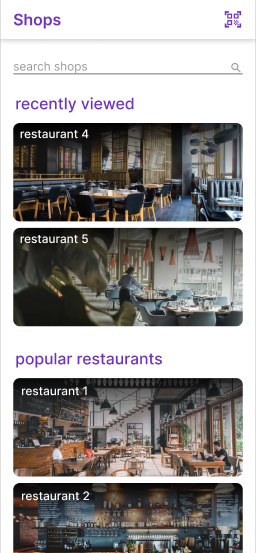 Shops
search shops
recently viewed
restaurant 4
restaurant 5
popular restaurants
restaurant 1
restaurant 2